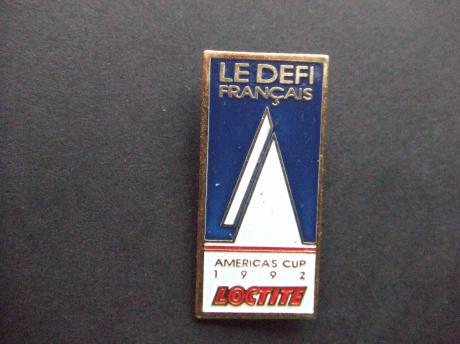 LE DEFI
FRANÇAIS
AMERICA'S CUP
1992
LOCTITE